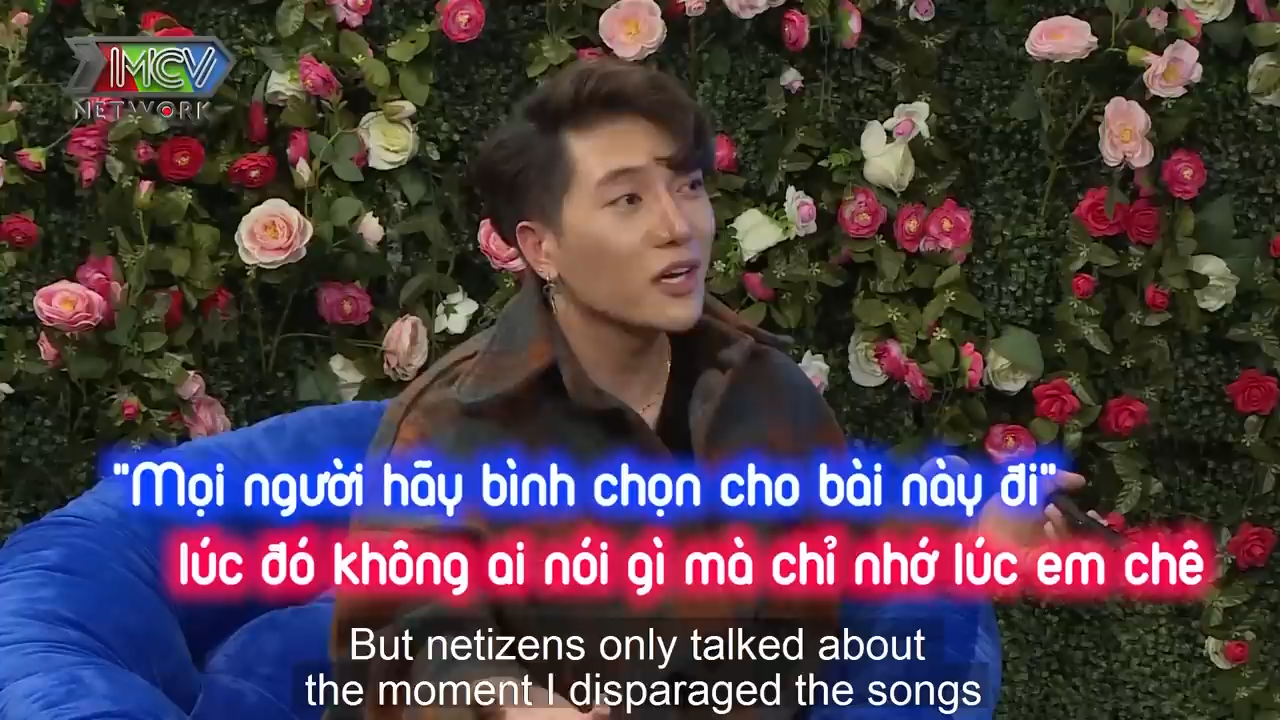 MCV
NETWORK
"Mọi người hãy bình chọn cho bài này đi"
lúc đó không ai nói gì mà chỉ nhớ lúc em chê
But netizens only talked about
the moment I disparaged the songs